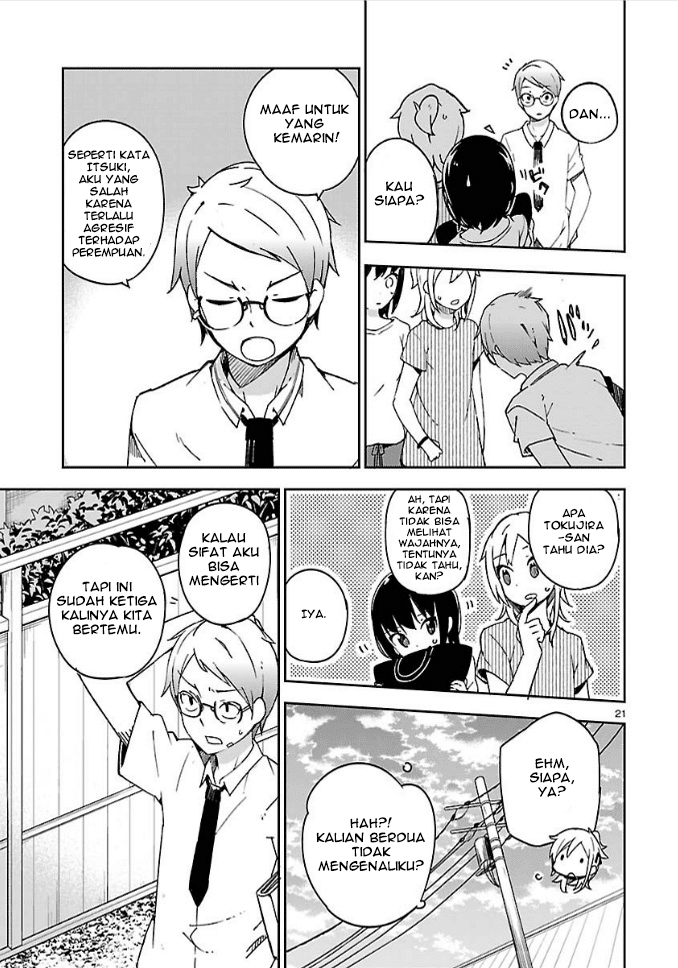 DAN...
KAU
SIAPA?
MAAF UNTUK
YANG
KEMARIN!
SEPERTI KATA
ITSUKI,
AKU YANG
SALAH
KARENA
TERLALU
AGRESIF
TERHADAP
PEREMPUAN.
APA
TOKUJIRA
-SAN
TAHU DIA?
AH, TAPI
KARENA
TIDAK BISA
MELIHAT
WAJAHNYA,
TENTUNYA
TIDAK TAHU,
KAN?
IYA.
KALAU
SIFAT AKU
BISA
MENGERTI
TAPI INI
SUDAH KETIGA
KALINYA KITA
BERTEMU.
21
EHM,
SIAPA,
YA?
HAH?!
KALIAN BERDUA
TIDAK
MENGENALIKU?